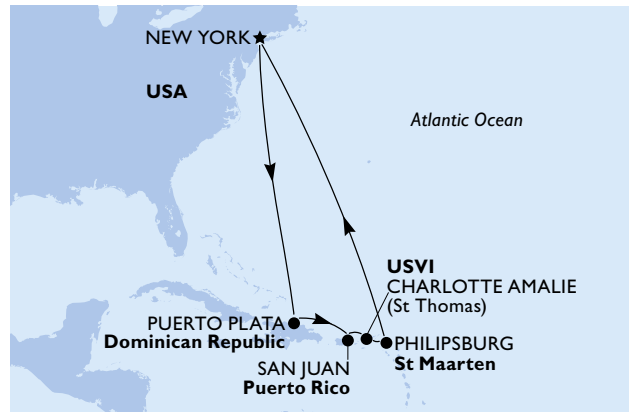 NEW YORK
USA
Atlantic Ocean
USVI
CHARLOTTE AMALIE
(St Thomas)
PUERTO PLATA
Dominican Republic
PHILIPSBURG
St Maarten
SAN JUAN
Puerto Rico